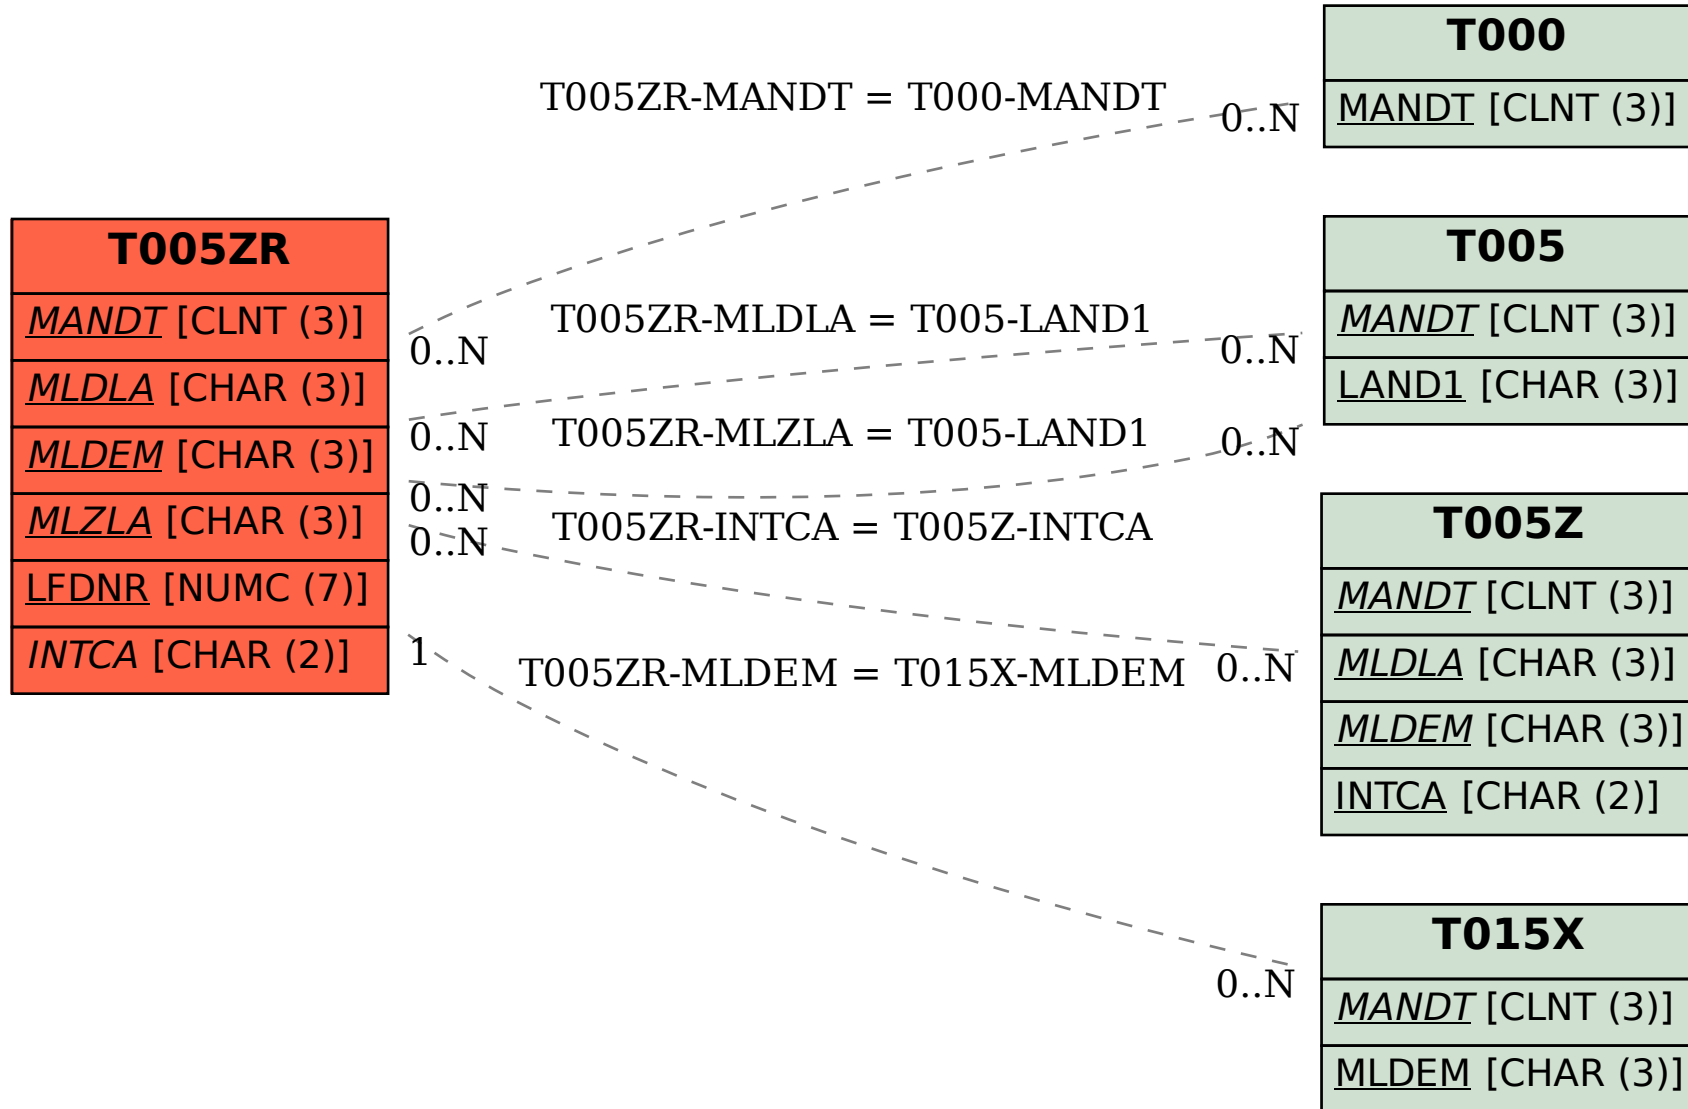 T005ZR
MANDT [CLNT (3)]
MLDLA [CHAR (3)]
MLDEM [CHAR (3)]
MLZLA [CHAR (3)]
LFDNR [NUMC (7)]
INTCA [CHAR (2)]
T005ZR-MANDT = T000-MANDT
0..N
0..N
T005ZR-MLDLA = T005-LAND1
0..N
0..N
T005ZR-MLZLA = T005-LAND1
0..N
0..N
T005ZR-INTCA = T005Z-INTCA
0..N
0..N
T005ZR-MLDEM = T015X-MLDEM
1
0..N
T000
MANDT [CLNT (3)]
T005
MANDT [CLNT (3)]
LAND1 [CHAR (3)]
T005Z
MANDT [CLNT (3)]
MLDLA [CHAR (3)]
MLDEM [CHAR (3)]
INTCA [CHAR (2)]
T015X
MANDT [CLNT (3)]
MLDEM [CHAR (3)]